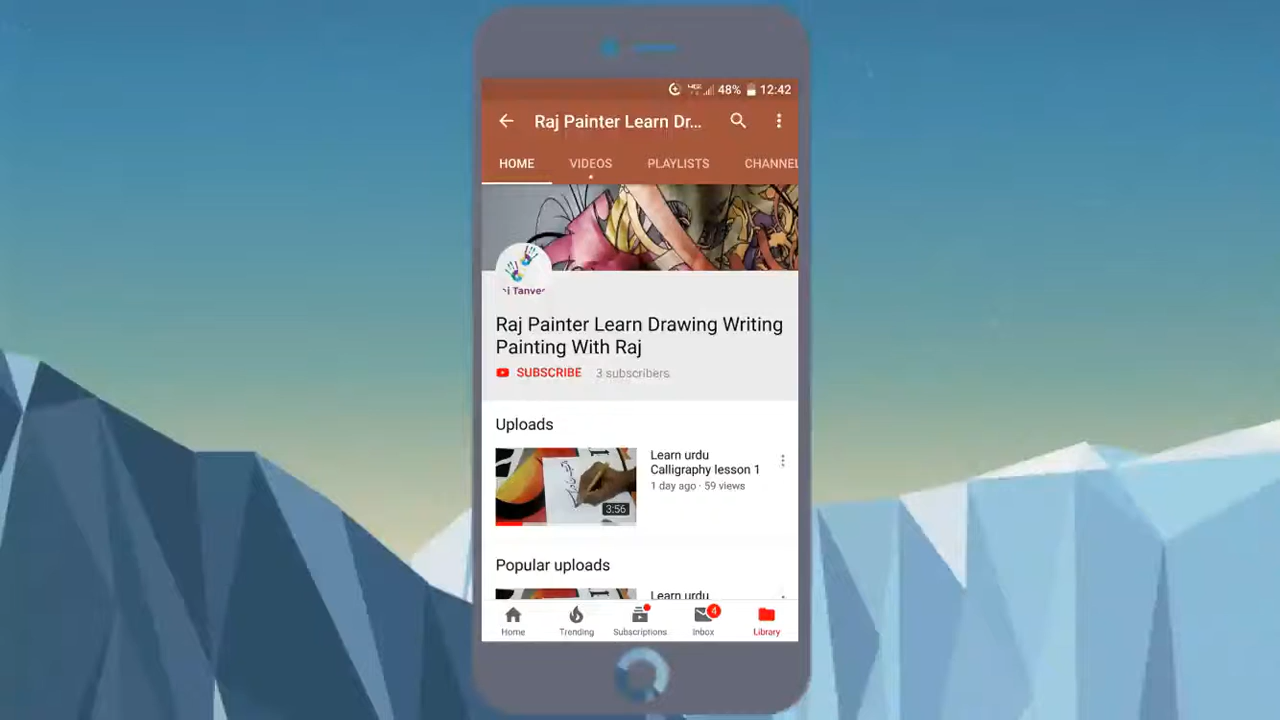 48% 12:42
Raj Painter Learn Dr...
HOME VIDEOS PLAYLISTS CHANNEL
Raj Painter Learn Drawing Writing
Painting With Raj
SUBSCRIBE 3 subscribers
Uploads
Learn urdu
Calligraphy lesson 1
1 day ago · 59 views
3:56
Popular uploads
Learn urdu
4
Home Trending Subscriptions Inbox Library